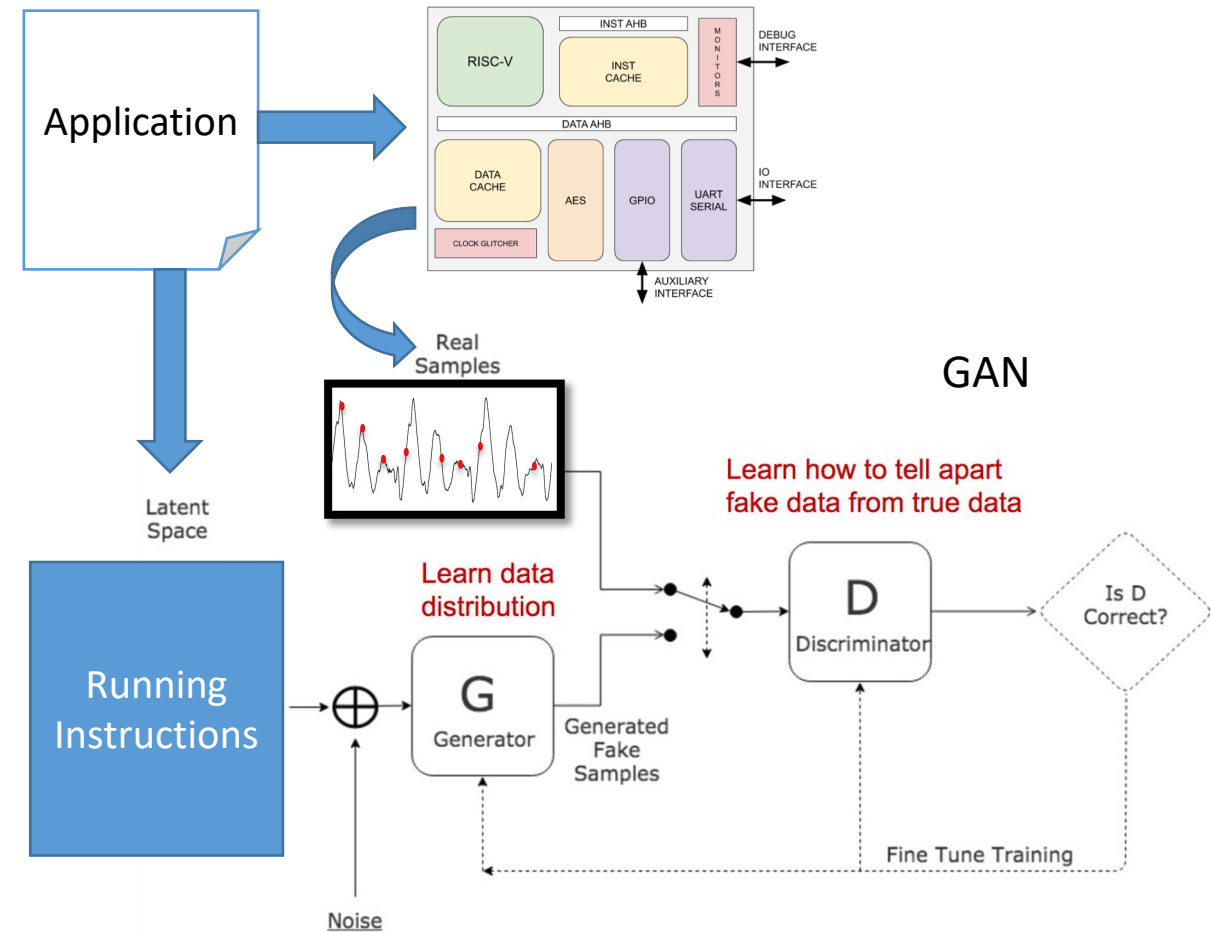 Application
RISC-V
INST AHB
INST
CACHE
M
O
N
I
T
O
R
S
DEBUG
INTERFACE
DATA AHB
DATA
CACHE
CLOCK GLITCHER
AES
GPIO
UART
SERIAL
IO
INTERFACE
AUXILIARY
INTERFACE
Real
Samples
GAN
Latent
Space
Learn how to tell apart
fake data from true data
Learn data
distribution
Running
Instructions
G
Generator
Generated
Fake
Samples
D
Discriminator
Is D
Correct?
Fine Tune Training
Noise